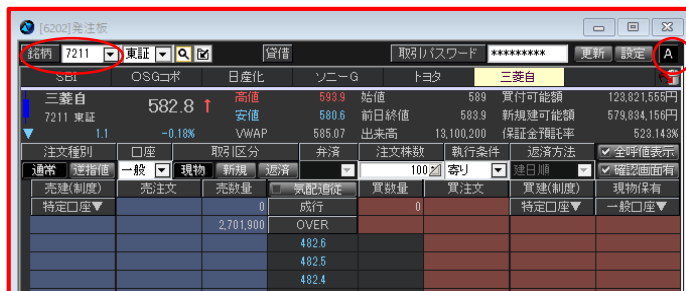 [6202]発注板
銘柄 7211 東証 貸借 取引パスワード ********* 更新 設定 A
SBI OSGコポ 日産化 ソニーG トヨタ 三菱自
三菱自 582.8 ↑ 高値 593.9 始値 589 買付可能額 123,821,555円
7211 東証 安値 580.6 前日終値 583.9 新規建可能額 579,834,156円
▼ 1.1 -0.18% VWAP 585.07 出来高 13,100,200 保証金預託率 523.143%
注文種別 口座 取引区分 弁済 注文株数 執行条件 返済方法 全呼値表示
通常 逆指値 一般 現物 新規 返済 100 寄り 建日順 確認画面有
売建(制度) 売注文 売数量 気配追従 買数量 買注文 買建(制度) 現物保有
特定口座▼ 0 成行 0 特定口座▼ 一般口座▼
2,701,900 OVER
482.6
482.5
482.4